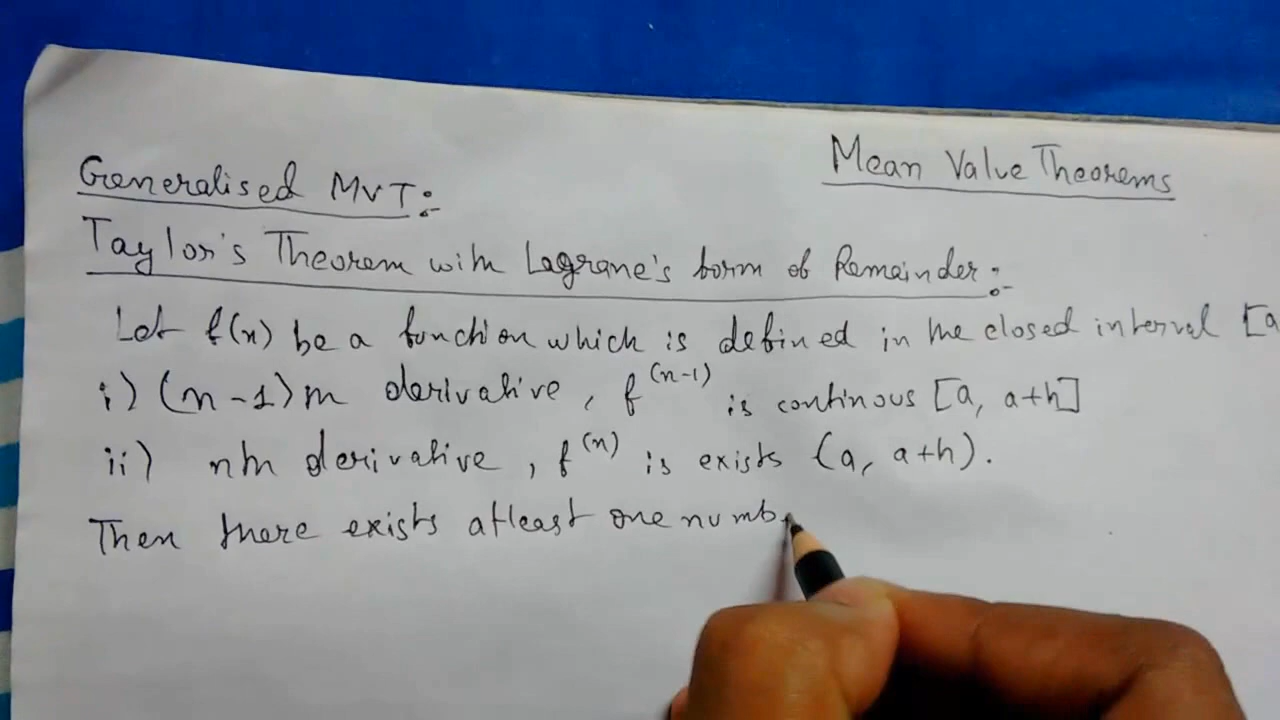 Mean Value Theorems
Generalised MVT:-
Taylor's Theorem with Lagrane's form of Remainder:-
Let f(x) be a function which is defined in the closed interval [a
i) (n-1)th derivative, f^(n-1) is continous [a, a+h]
ii) nth derivative, f^(n) is exists (a, a+h).
Then there exists atleast one numb